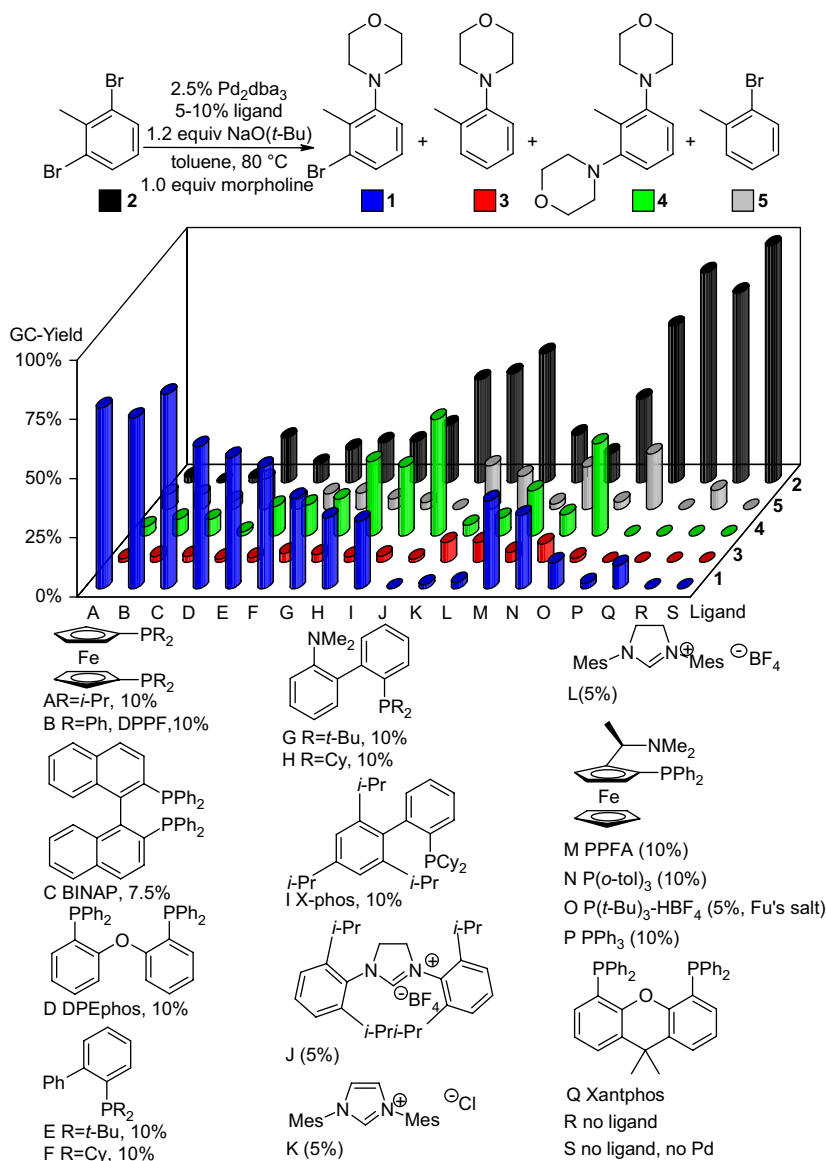 Br
Br
2
2.5% Pd2dba3
5-10% ligand
1.2 equiv NaO(t-Bu)
toluene, 80 °C
1.0 equiv morpholine
O
N
Br
1
+
O
N
3
+
O
N
N
O
4
+
Br
5
GC-Yield
100%
75%
50%
25%
0%
2
5
4
3
1
A B C D E F G H I J K L M N O P Q R S Ligand
PR2
Fe
PR2
AR=i-Pr, 10%
B R=Ph, DPPF,10%
PPh2
PPh2
C BINAP, 7.5%
PPh2 PPh2
O
D DPEphos, 10%
Ph
PR2
E R=t-Bu, 10%
F R=Cy, 10%
NMe2
PR2
G R=t-Bu, 10%
H R=Cy, 10%
i-Pr
PCy2
i-Pr i-Pr
I X-phos, 10%
i-Pr i-Pr
N N ⊕
⊖BF4
i-Pri-Pr
J (5%)
N N ⊕ ⊖Cl
Mes Mes
K (5%)
N N ⊕ ⊖BF4
Mes Mes
L(5%)
NMe2
PPh2
Fe
M PPFA (10%)
N P(o-tol)3 (10%)
O P(t-Bu)3-HBF4 (5%, Fu's salt)
P PPh3 (10%)
PPh2 PPh2
O
Q Xantphos
R no ligand
S no ligand, no Pd